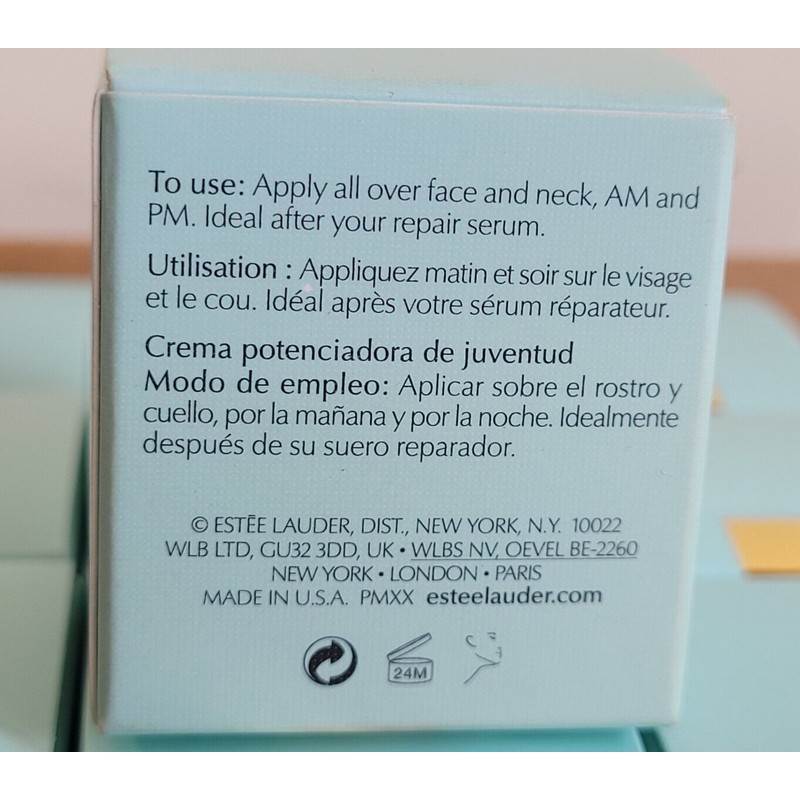 To use: Apply all over face and neck, AM and
PM. Ideal after your repair serum.
Utilisation : Appliquez matin et soir sur le visage
et le cou. Idéal après votre sérum réparateur.
Crema potenciadora de juventud
Modo de empleo: Aplicar sobre el rostro y
cuello, por la mañana y por la noche. Idealmente
después de su suero reparador.
© ESTĒE LAUDER, DIST., NEW YORK, N.Y. 10022
WLB LTD, GU32 3DD, UK • WLBS NV, OEVEL BE-2260
NEW YORK • LONDON • PARIS
MADE IN U.S.A. PMXX esteelauder.com
24M